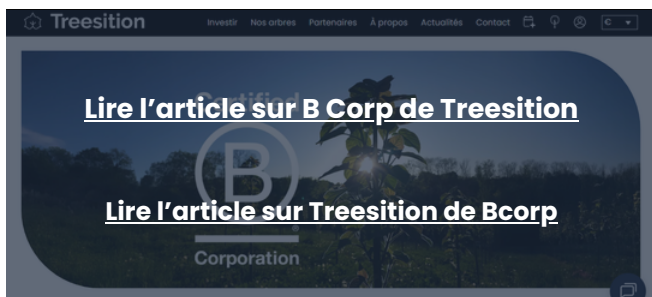 Treesition
Investir Nos arbres Partenaires À propos Actualités Contact
€
Certified
Lire l’article sur B Corp de Treesition
B
Lire l’article sur Treesition de Bcorp
Corporation